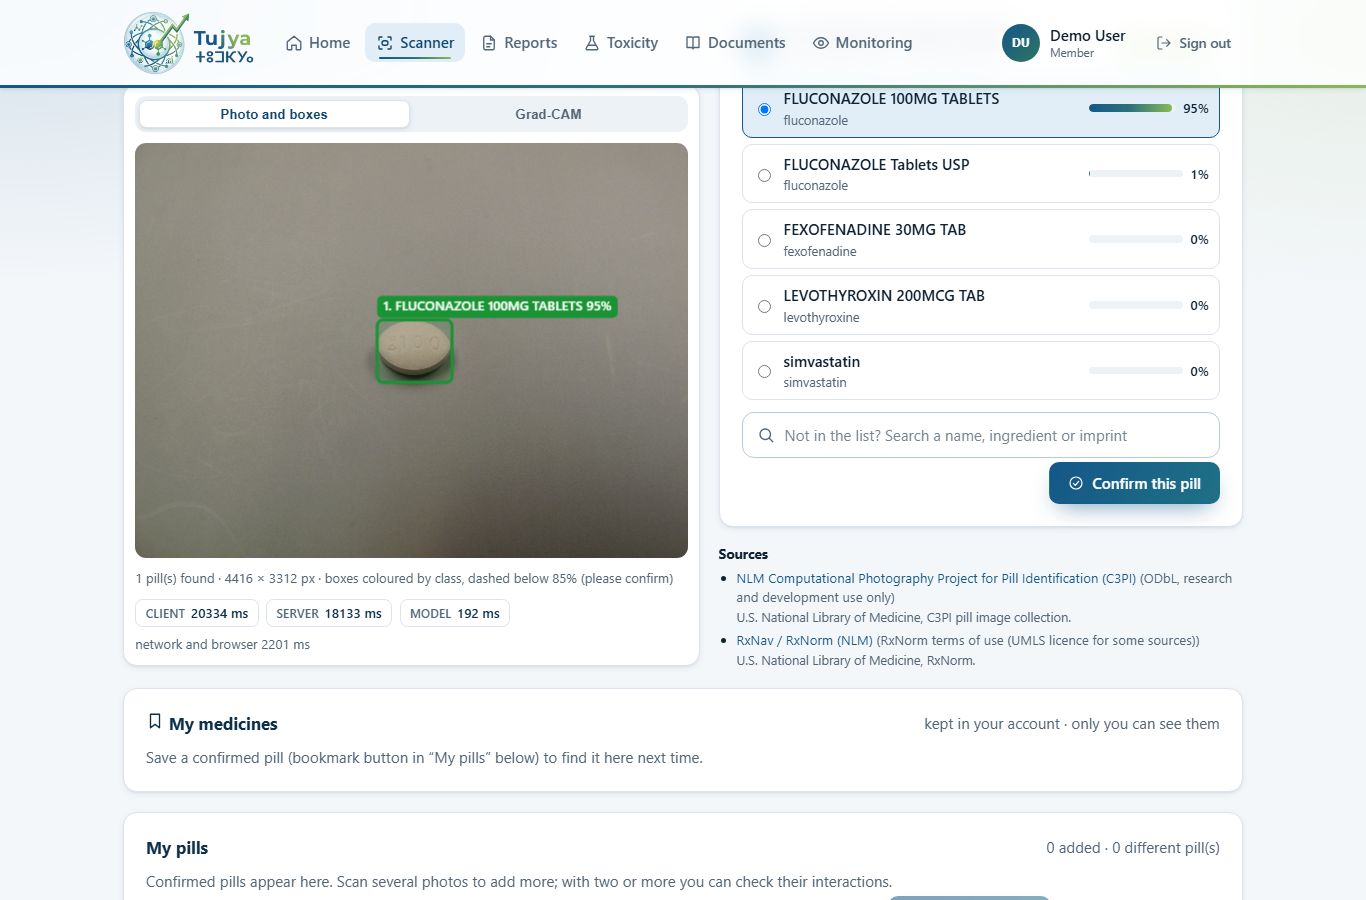 Tujya
ⵜⵓⵊⵢⴰ
Home
Scanner
Reports
Toxicity
Documents
Monitoring
DU
Demo User
Member
Sign out
Photo and boxes
Grad-CAM
1. FLUCONAZOLE 100MG TABLETS 95%
1 pill(s) found · 4416 × 3312 px · boxes coloured by class, dashed below 85% (please confirm)
CLIENT 20334 ms
SERVER 18133 ms
MODEL 192 ms
network and browser 2201 ms
FLUCONAZOLE 100MG TABLETS
fluconazole
95%
FLUCONAZOLE Tablets USP
fluconazole
1%
FEXOFENADINE 30MG TAB
fexofenadine
0%
LEVOTHYROXIN 200MCG TAB
levothyroxine
0%
simvastatin
simvastatin
0%
Not in the list? Search a name, ingredient or imprint
Confirm this pill
Sources
NLM Computational Photography Project for Pill Identification (C3PI) (ODbL, research
and development use only)
U.S. National Library of Medicine, C3PI pill image collection.
RxNav / RxNorm (NLM) (RxNorm terms of use (UMLS licence for some sources))
U.S. National Library of Medicine, RxNorm.
My medicines
kept in your account · only you can see them
Save a confirmed pill (bookmark button in “My pills” below) to find it here next time.
My pills
0 added · 0 different pill(s)
Confirmed pills appear here. Scan several photos to add more; with two or more you can check their interactions.